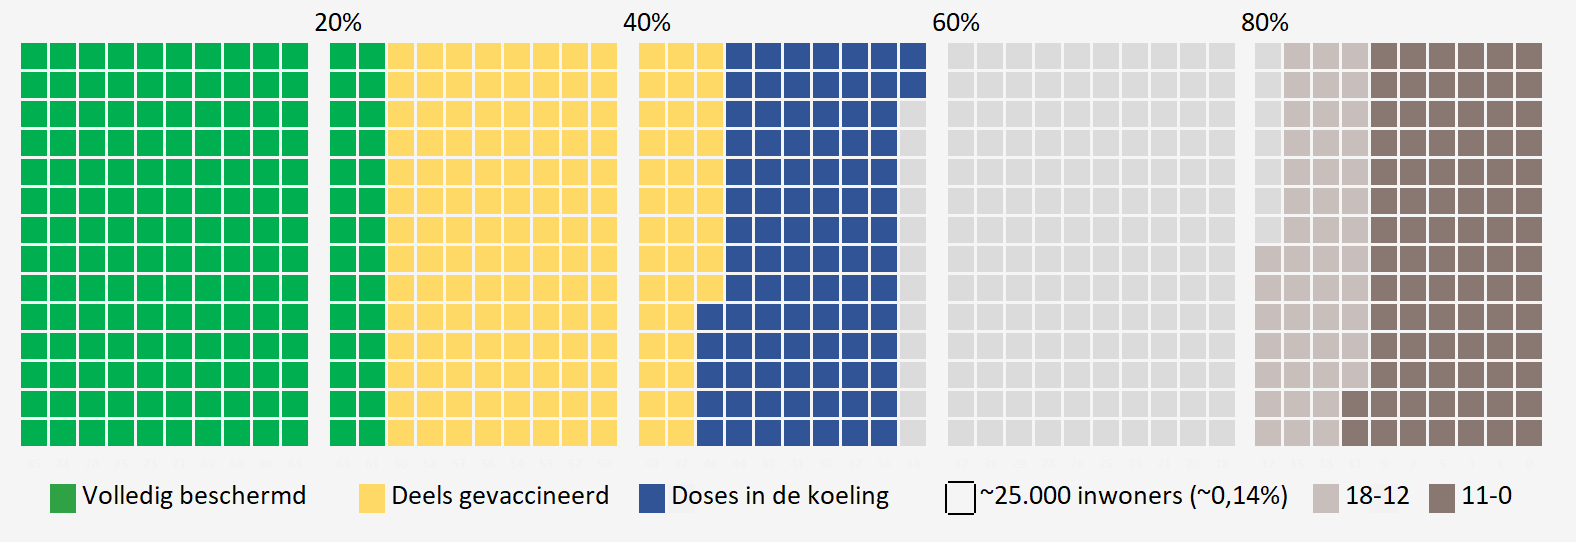 20% 40% 60% 80%
Volledig beschermd Deels gevaccineerd Doses in de koeling ~25.000 inwoners (~0,14%) 18-12 11-0